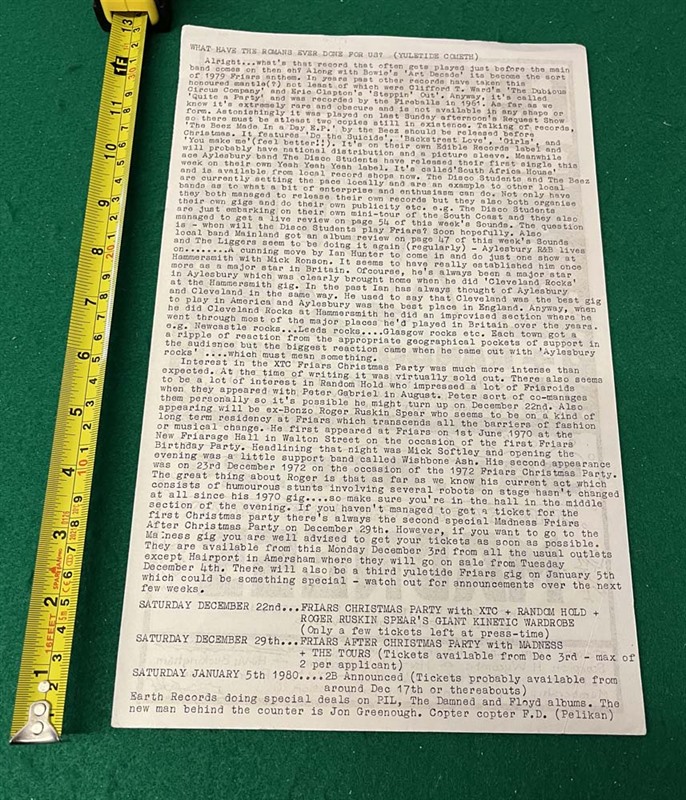 WHAT HAVE THE ROMANS EVER DONE FOR US? (YULETIDE COMETH)
Alright...what's that record that often gets played just before the main
band comes on then eh? Along with Bowie's 'Art Decade' its become the sort
of 1979 Friars anthem. In years past other records have taken this
honoured mantle(?) not least of which were Clifford T. Ward's 'The Dubious
Circus Company' and Eric Clapton's 'Steppin' Out'. Anyway, it's called
'Quite a Party' and was recorded by the Fireballs in 1961. As far as we
know it's extremely rare and obscure and is not available in any shape or
form. Astonishingly it was played on last Sunday afternoon's Request Show
so there must be atleast two copies still in existence. Talking of records,
'The Beez Made In a Day E.P.' by the Beez should be released before
Christmas. It features 'Do the Suicide', 'Backstreet Love', 'Girls' and
'You make me'(feel better!!). It's on their own Edible Records label and
will probably have national distribution and a picture sleeve. Meanwhile
ace Aylesbury band The Disco Students have released their first single this
week on their own Yeah Yeah Yeah label. It's called'South Africa House'
and is available from local record shops now. The Disco Students and The Beez
are currently setting the pace locally and are an example to other local
bands as to what a bit of enterprise and enthusiasm can do. Not only have
they both managed to release their own records but they also both organise
their own gigs and do their own publicity etc. e.g. The Disco Students
are just embarking on their own mini-tour of the South Coast and they also
managed to get a live review on page 54 of this week's Sounds. The question
is - when will the Disco Students play Friars? Soon hopefully. Also
local band Mainland got an album review on page 47 of this week's Sounds
and The Liggers seem to be doing it again (regularly) - Aylesbury R&B lives
on........A cunning move by Ian Hunter to come in and do just one show at
Hammersmith with Mick Ronson. It seems to have really established him once
more as a major star in Britain. Ofcourse, he's always been a major star
in Aylesbury which was clearly brought home when he did 'Cleveland Rocks'
at the Hammersmith gig. In the past Ian has always thought of Aylesbury
and Cleveland in the same way. He used to say that Cleveland was the best gig
to play in America and Aylesbury was the best place in England. Anyway, when
he did Cleveland Rocks at Hammersmith he did an improvised section where he
went through most of the major places he'd played in Britain over the years.
e.g. Newcastle rocks...Leeds rocks....Glasgow rocks etc. Each town got a
ripple of reaction from the appropriate geographical pockets of support in
the audience but the biggest reaction came when he came out with 'Aylesbury
rocks' ....which must mean something.
Interest in the XTC Friars Christmas Party was much more intense than
expected. At the time of writing it was virtually sold out. There also seems
to be a lot of interest in Random Hold who impressed a lot of Friaroids
when they appeared with Peter Gabriel in August. Peter sort of co-manages
them personally so it's possible he might turn up on December 22nd. Also
appearing will be ex-Bonzo Roger Ruskin Spear who seems to be on a kind of
long term residency at Friars which transcends all the barriers of fashion
or musical change. He first appeared at Friars on 1st June 1970 at the
New Friarage Hall in Walton Street on the occasion of the first Friars
Birthday Party. Headlining that night was Mick Softley and opening the
evening was a little support band called Wishbone Ash. His second appearance
was on 23rd December 1972 on the occasion of the 1972 Friars Christmas Party.
The great thing about Roger is that as far as we know his current act which
consists of humourous stunts involving several robots on stage hasn't changed
at all since his 1970 gig....so make sure you're in the hall in the middle
section of the evening. If you haven't managed to get a ticket for the
first Christmas party there's always the second special Madness Friars
After Christmas Party on December 29th. However, if you want to go to the
Madness gig you are well advised to get your tickets as soon as possible.
They are available from this Monday December 3rd from all the usual outlets
except Hairport in Amersham where they will go on sale from Tuesday
December 4th. There will also be a third yuletide Friars gig on January 5th
which could be something special - watch out for announcements over the next
few weeks.
SATURDAY DECEMBER 22nd...FRIARS CHRISTMAS PARTY with XTC + RANDOM HOLD +
ROGER RUSKIN SPEAR'S GIANT KINETIC WARDROBE
(Only a few tickets left at press-time)
SATURDAY DECEMBER 29th...FRIARS AFTER CHRISTMAS PARTY with MADNESS
+ THE TOURS (Tickets available from Dec 3rd - max of
2 per applicant)
SATURDAY JANUARY 5th 1980....2B Announced (Tickets probably available from
around Dec 17th or thereabouts)
Earth Records doing special deals on PIL, The Damned and Floyd albums. The
new man behind the counter is Jon Greenough. Copter copter F.D. (Pelikan)
1 2 3 4 5 6 7 8 9 10 11 1F 13
16FEET